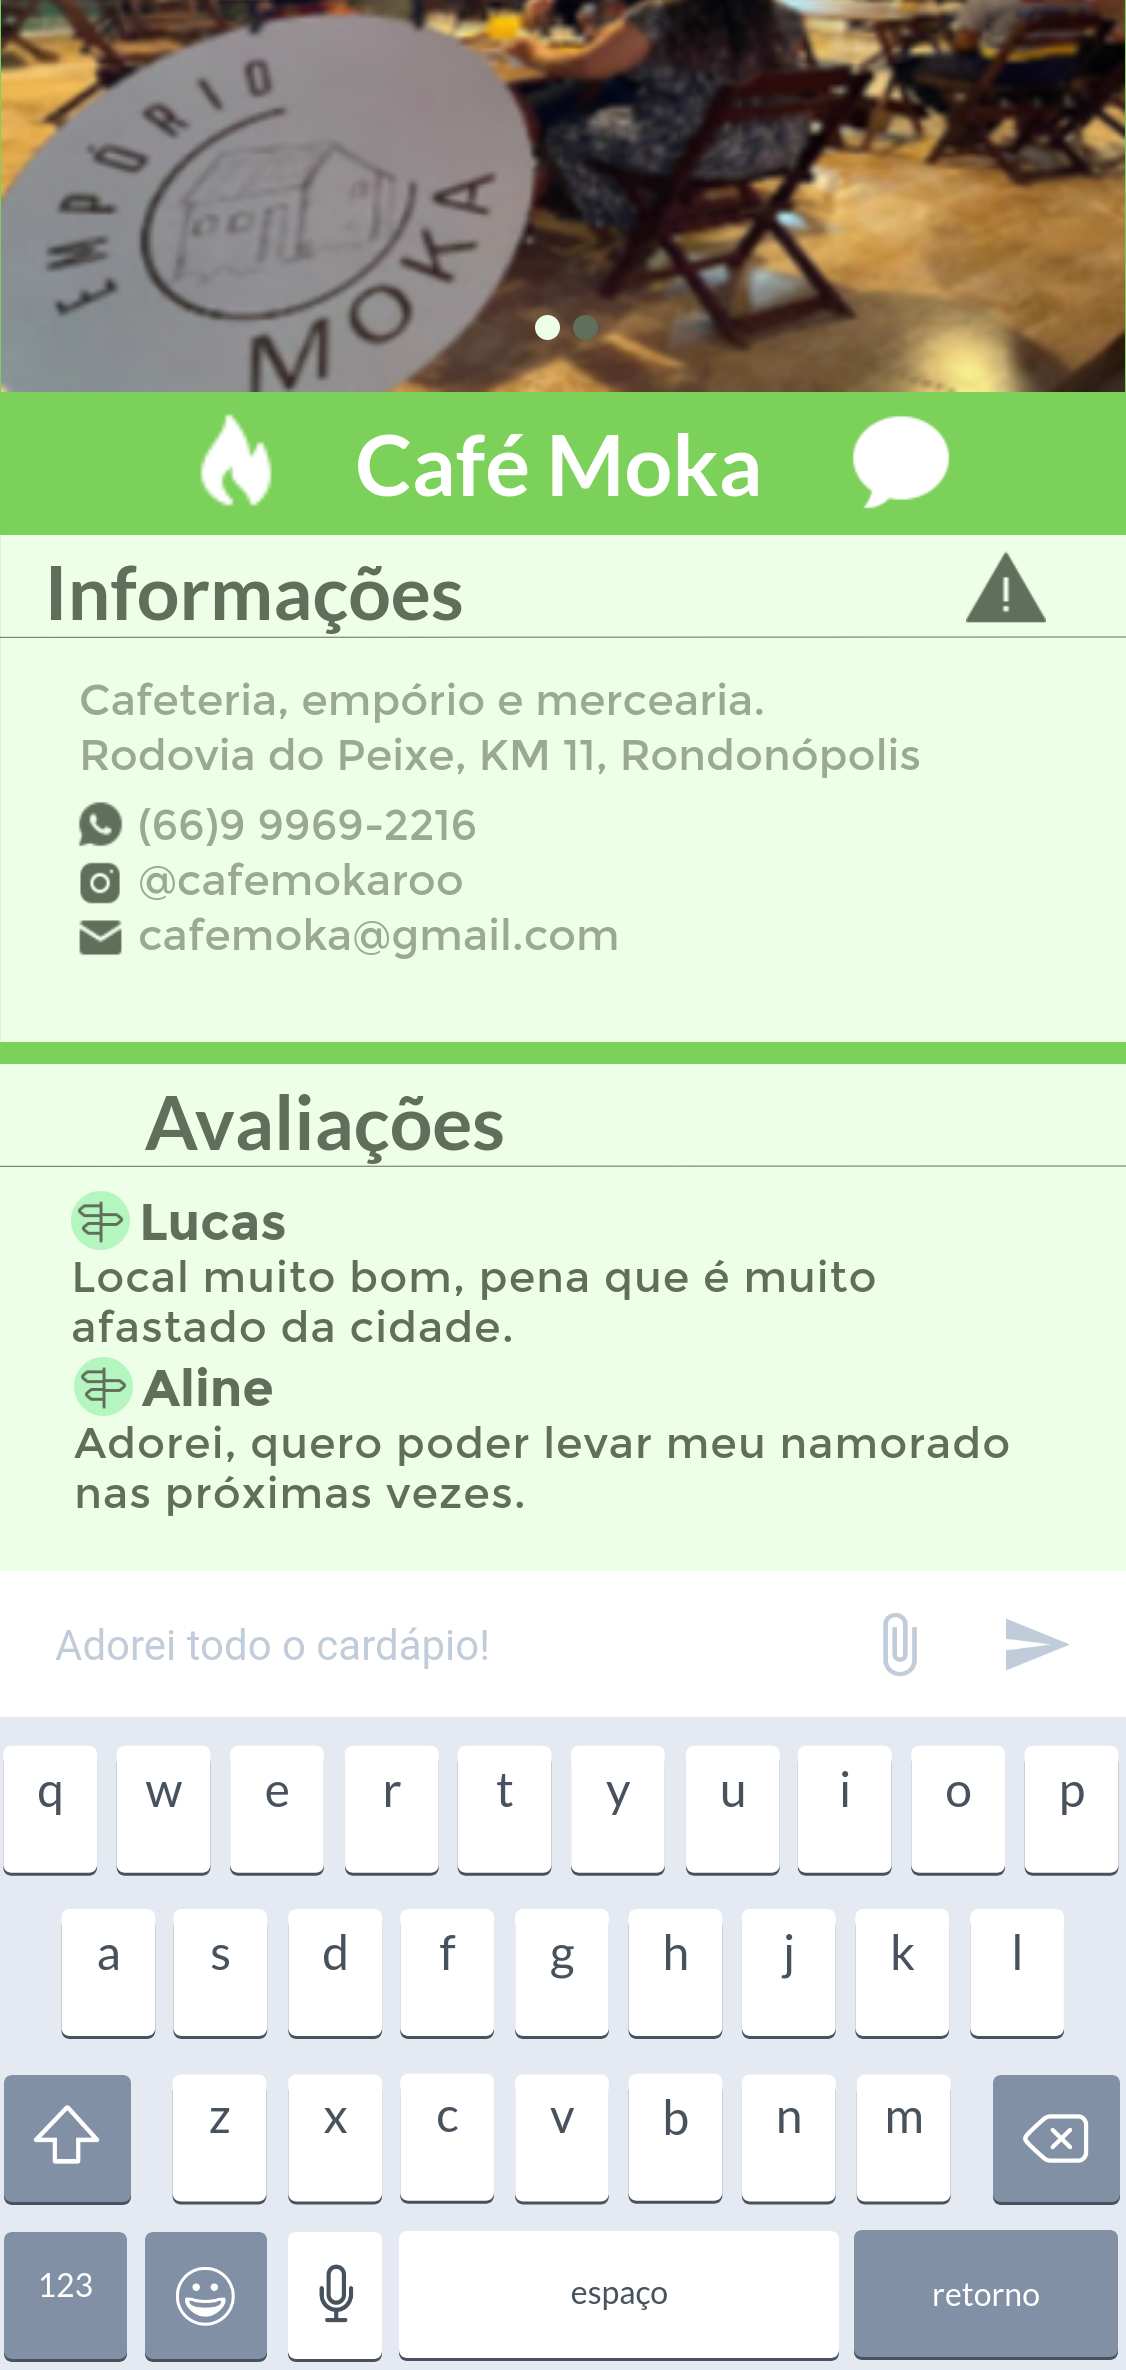 EMPÓRIO
MOKA
Café Moka
Informações
Cafeteria, empório e mercearia.
Rodovia do Peixe, KM 11, Rondonópolis
(66)9 9969-2216
@cafemokaroo
cafemoka@gmail.com
Avaliações
Lucas
Local muito bom, pena que é muito
afastado da cidade.
Aline
Adorei, quero poder levar meu namorado
nas próximas vezes.
Adorei todo o cardápio!
q w e r t y u i o p
a s d f g h j k l
z x c v b n m
123 espaço retorno